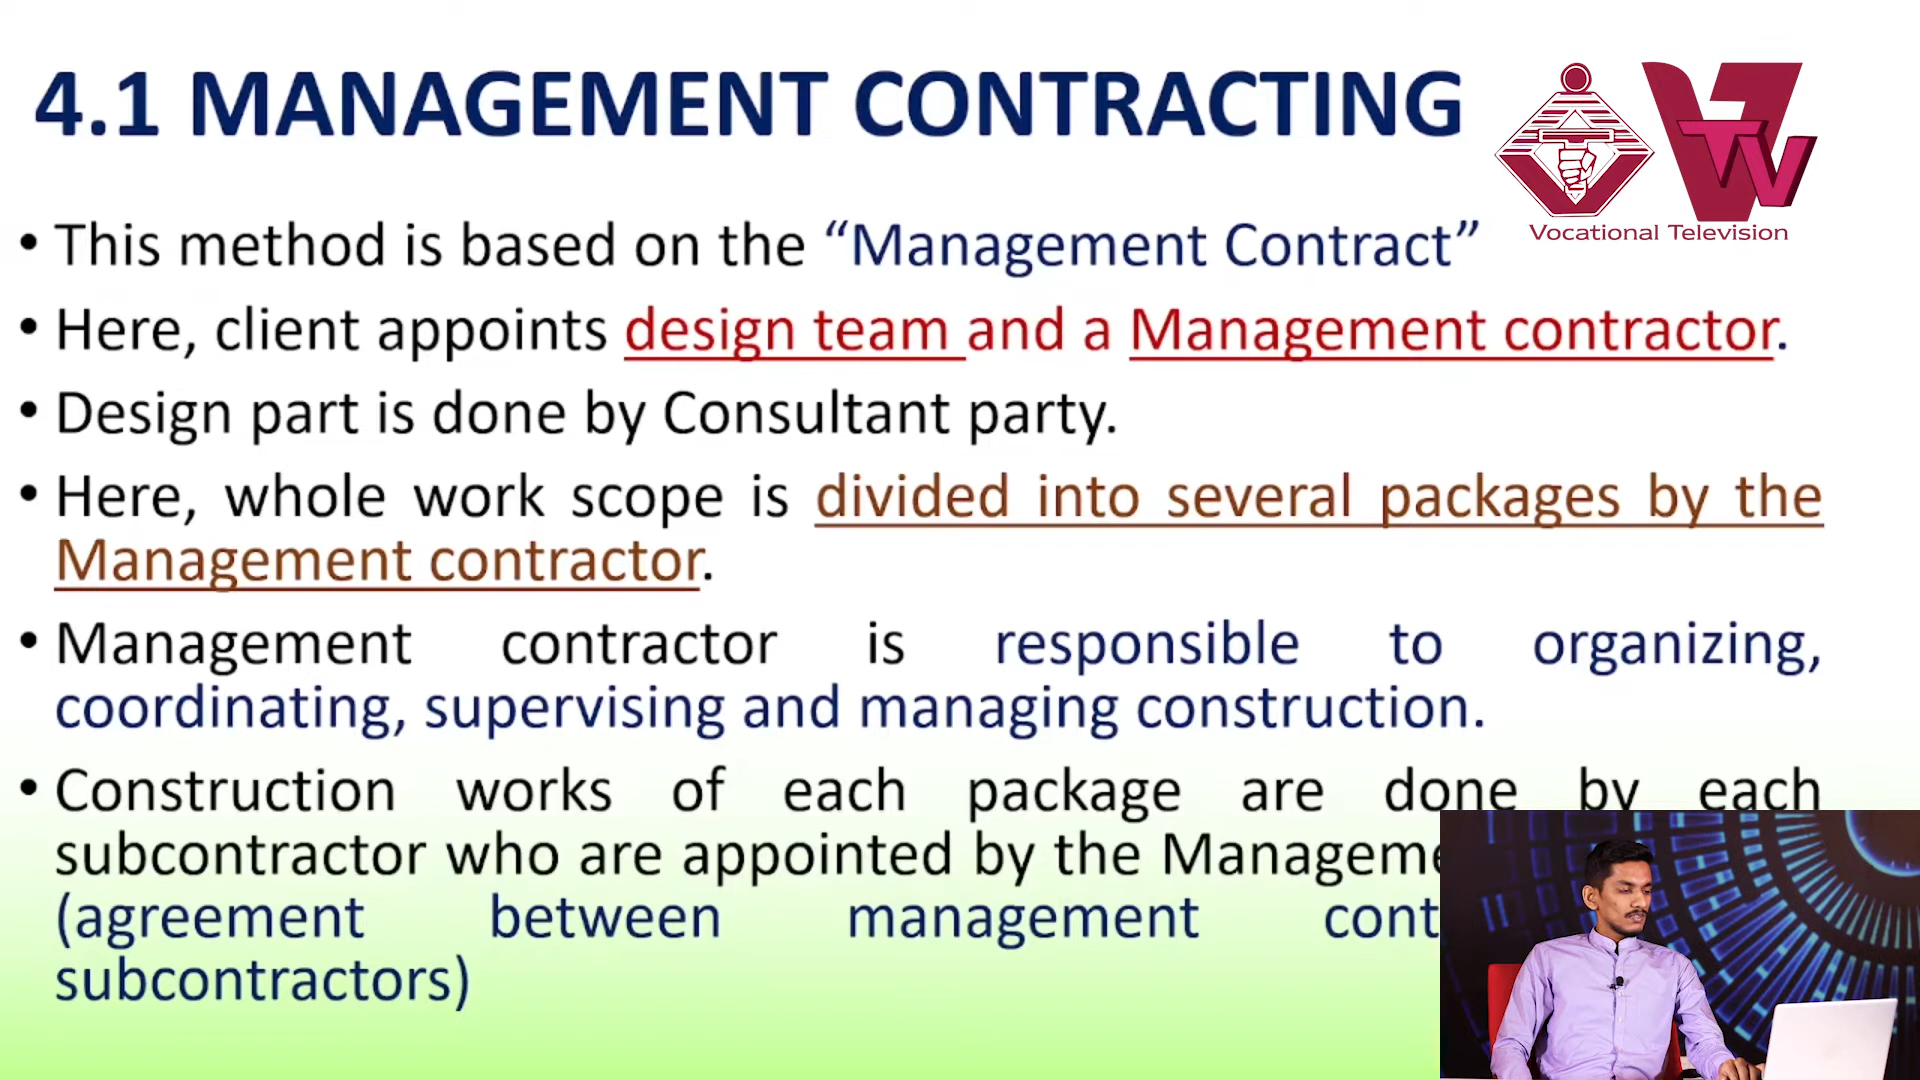 4.1 MANAGEMENT CONTRACTING
TV
Vocational Television
• This method is based on the “Management Contract”
• Here, client appoints design team and a Management contractor.
• Design part is done by Consultant party.
• Here, whole work scope is divided into several packages by the
Management contractor.
• Management contractor is responsible to organizing,
coordinating, supervising and managing construction.
• Construction works of each package are done by each
subcontractor who are appointed by the
(agreement between management
subcontractors)